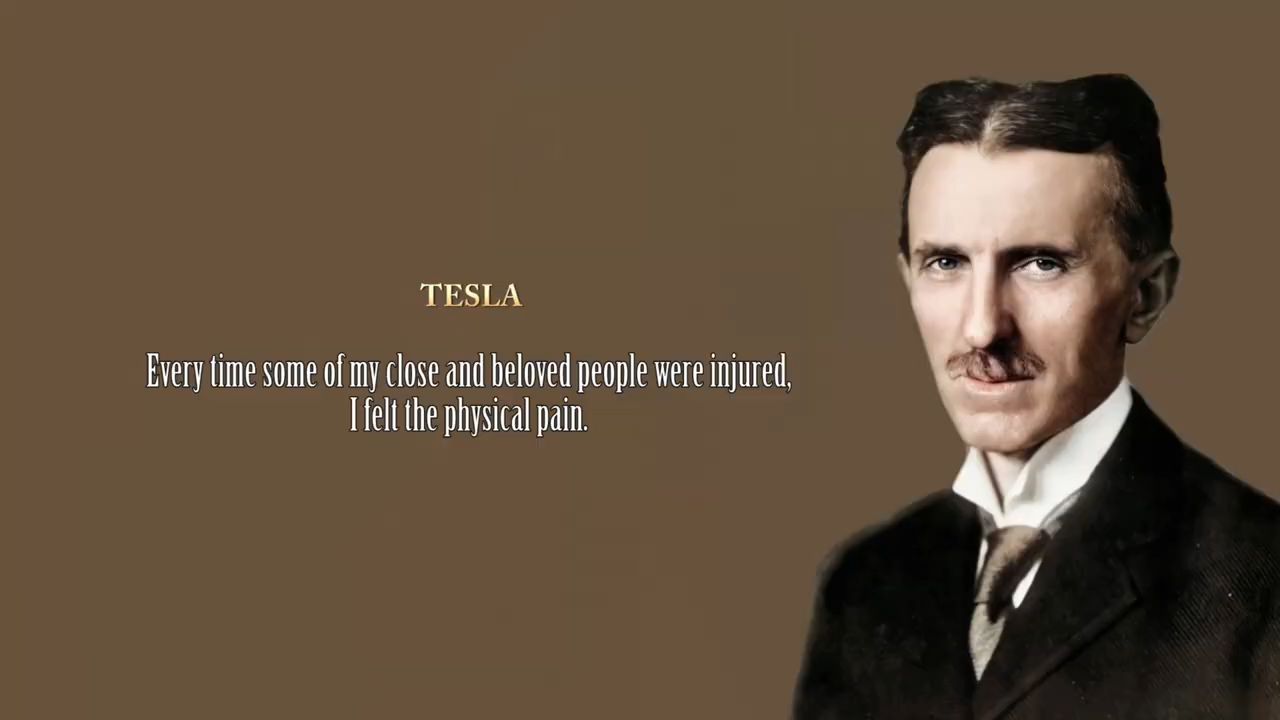 TESLA
Every time some of my close and beloved people were injured,
I felt the physical pain.